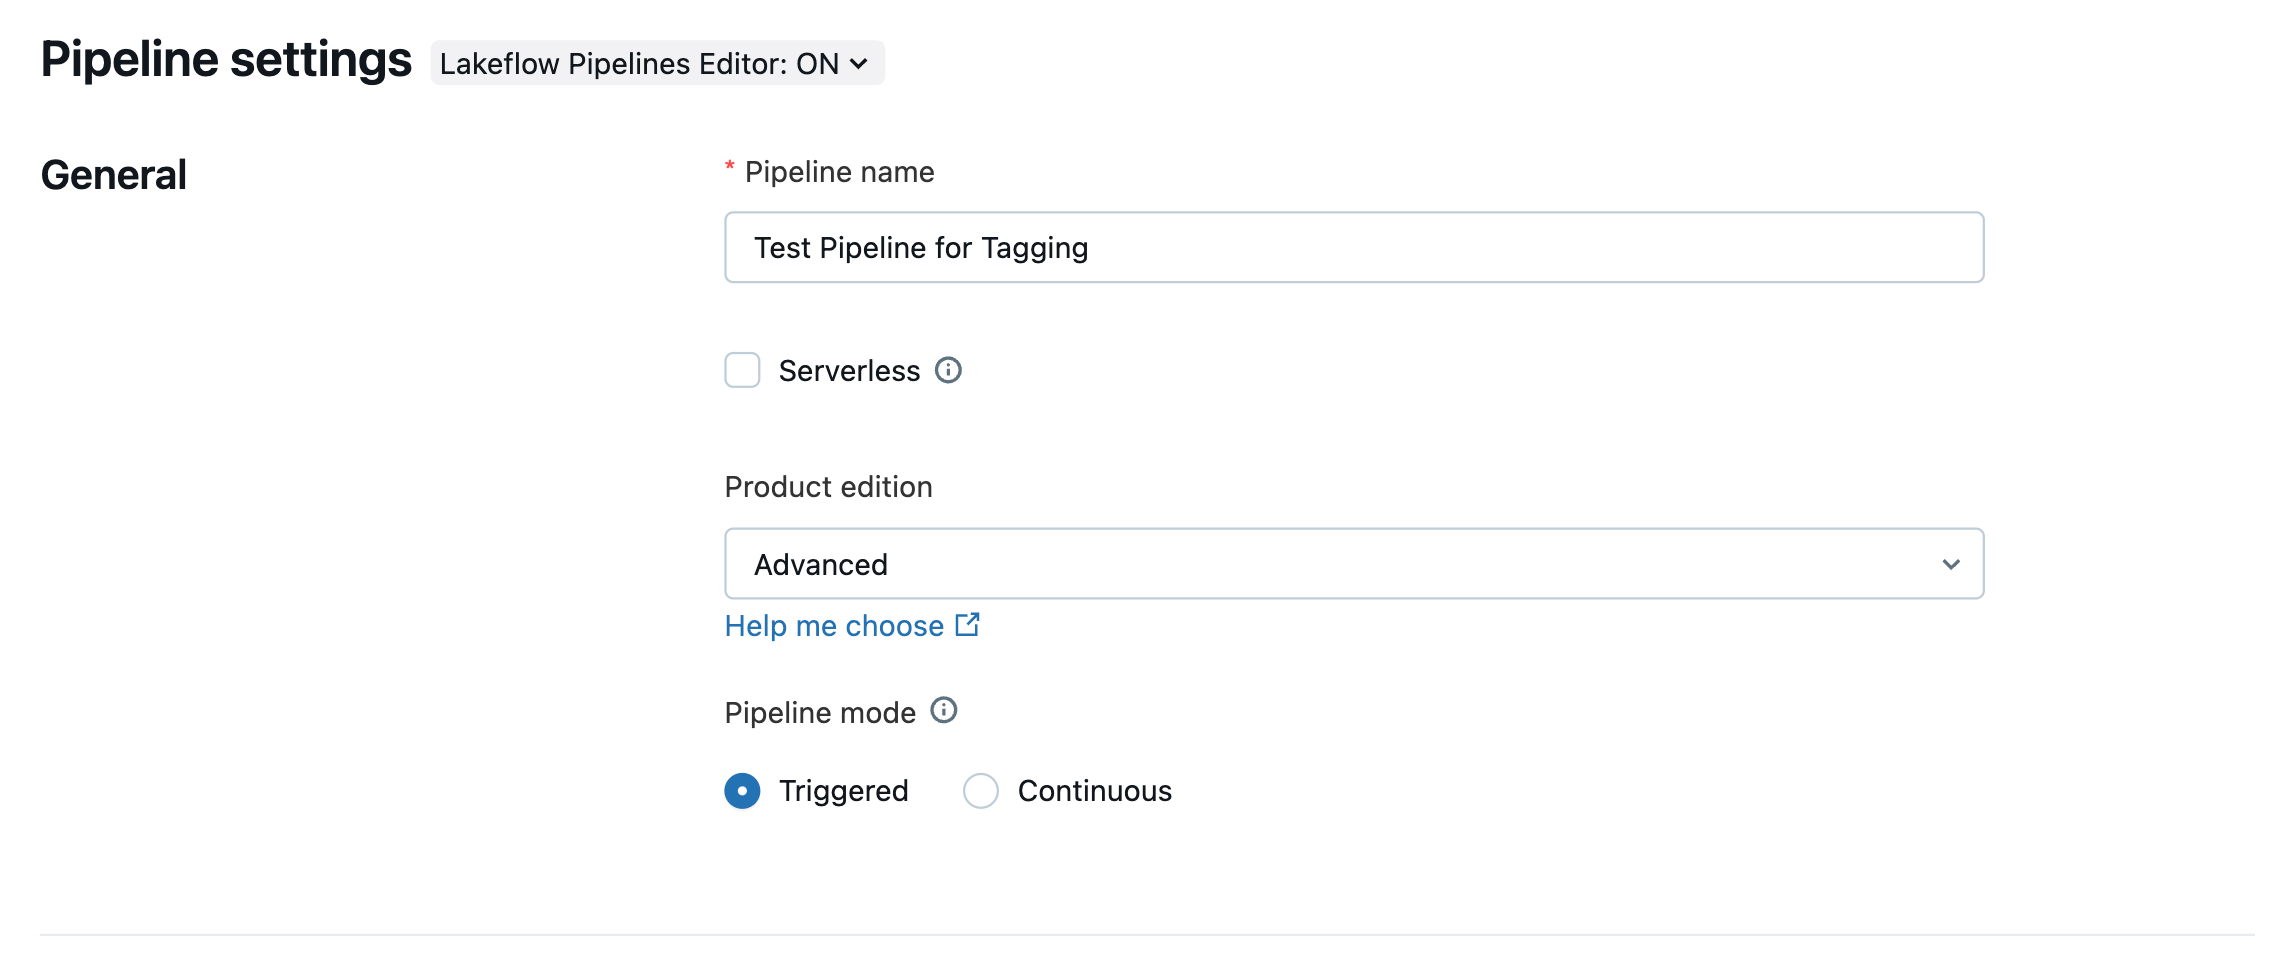 Pipeline settings Lakeflow Pipelines Editor: ON
General
* Pipeline name
Test Pipeline for Tagging
Serverless
Product edition
Advanced
Help me choose
Pipeline mode
Triggered Continuous